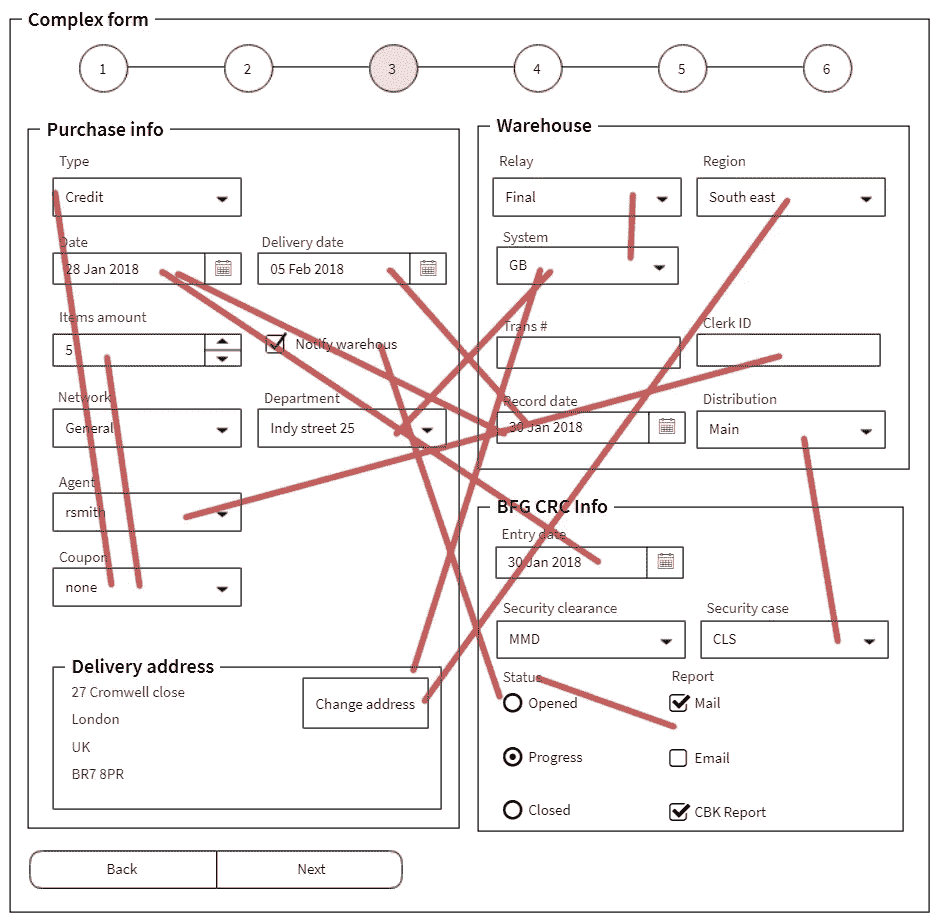 Complex form
1 2 3 4 5 6
Purchase info
Type
Credit
Date Delivery date
28 Jan 2018 05 Feb 2018
Items amount
5 Notify warehous
Network Department
General Indy street 25
Agent
rsmith
Coupon
none
Delivery address
27 Cromwell close
London
UK
BR7 8PR
Change address
Warehouse
Relay Region
Final South east
System
GB
Trans # Clerk ID
Record date Distribution
30 Jan 2018 Main
BFG CRC Info
Entry date
30 Jan 2018
Security clearance Security case
MMD CLS
Status Report
Opened Mail
Progress Email
Closed CBK Report
Back Next